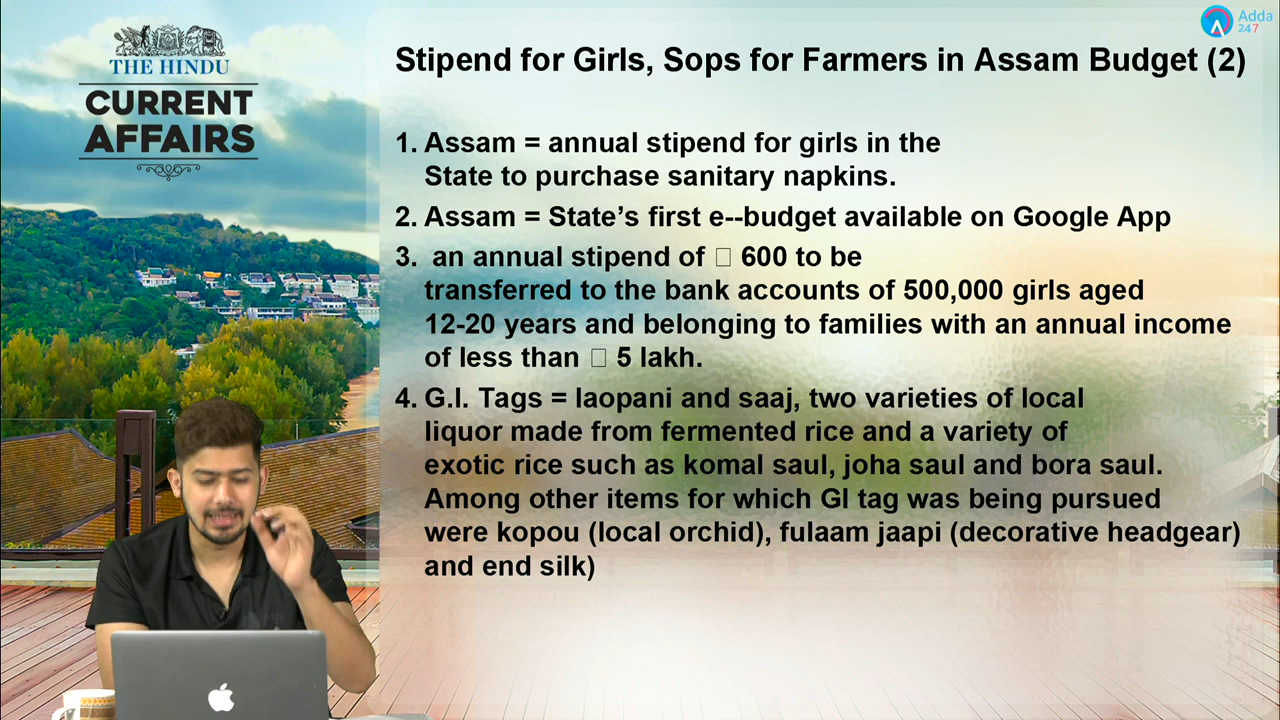 THE HINDU
CURRENT
AFFAIRS
Adda
247
Stipend for Girls, Sops for Farmers in Assam Budget (2)
1. Assam = annual stipend for girls in the
State to purchase sanitary napkins.
2. Assam = State’s first e--budget available on Google App
3. an annual stipend of □ 600 to be
transferred to the bank accounts of 500,000 girls aged
12-20 years and belonging to families with an annual income
of less than □ 5 lakh.
4. G.I. Tags = laopani and saaj, two varieties of local
liquor made from fermented rice and a variety of
exotic rice such as komal saul, joha saul and bora saul.
Among other items for which GI tag was being pursued
were kopou (local orchid), fulaam jaapi (decorative headgear)
and end silk)